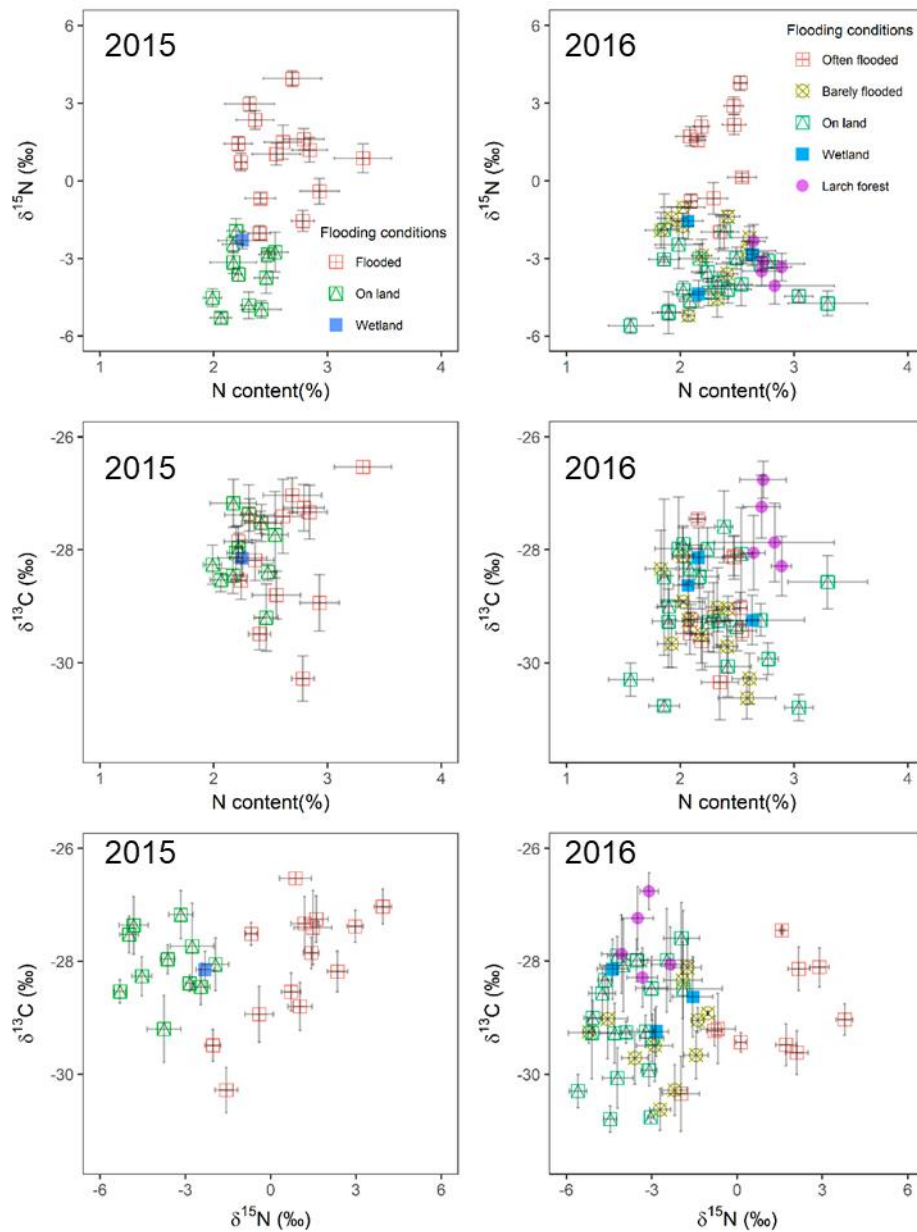 2015
6
3
0
-3
-6
δ¹⁵N (‰)
1
2
3
4
N content(%)
Flooding conditions
Flooded
On land
Wetland
2016
6
3
0
-3
-6
δ¹⁵N (‰)
1
2
3
4
N content(%)
Flooding conditions
Often flooded
Barely flooded
On land
Wetland
Larch forest
2015
-26
-28
-30
δ¹³C (‰)
1
2
3
4
N content(%)
2016
-26
-28
-30
δ¹³C (‰)
1
2
3
4
N content(%)
2015
-26
-28
-30
δ¹³C (‰)
-6
-3
0
3
6
δ¹⁵N (‰)
2016
-26
-28
-30
δ¹³C (‰)
-6
-3
0
3
6
δ¹⁵N (‰)